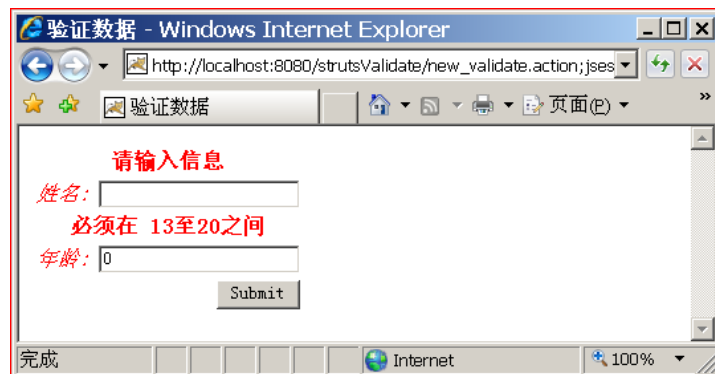 验证数据 - Windows Internet Explorer
http://localhost:8080/strutsValidate/new_validate.action;jses
验证数据
页面(P)
»
请输入信息
姓名:
必须在 13至20之间
年龄: 0
Submit
完成
Internet
100%